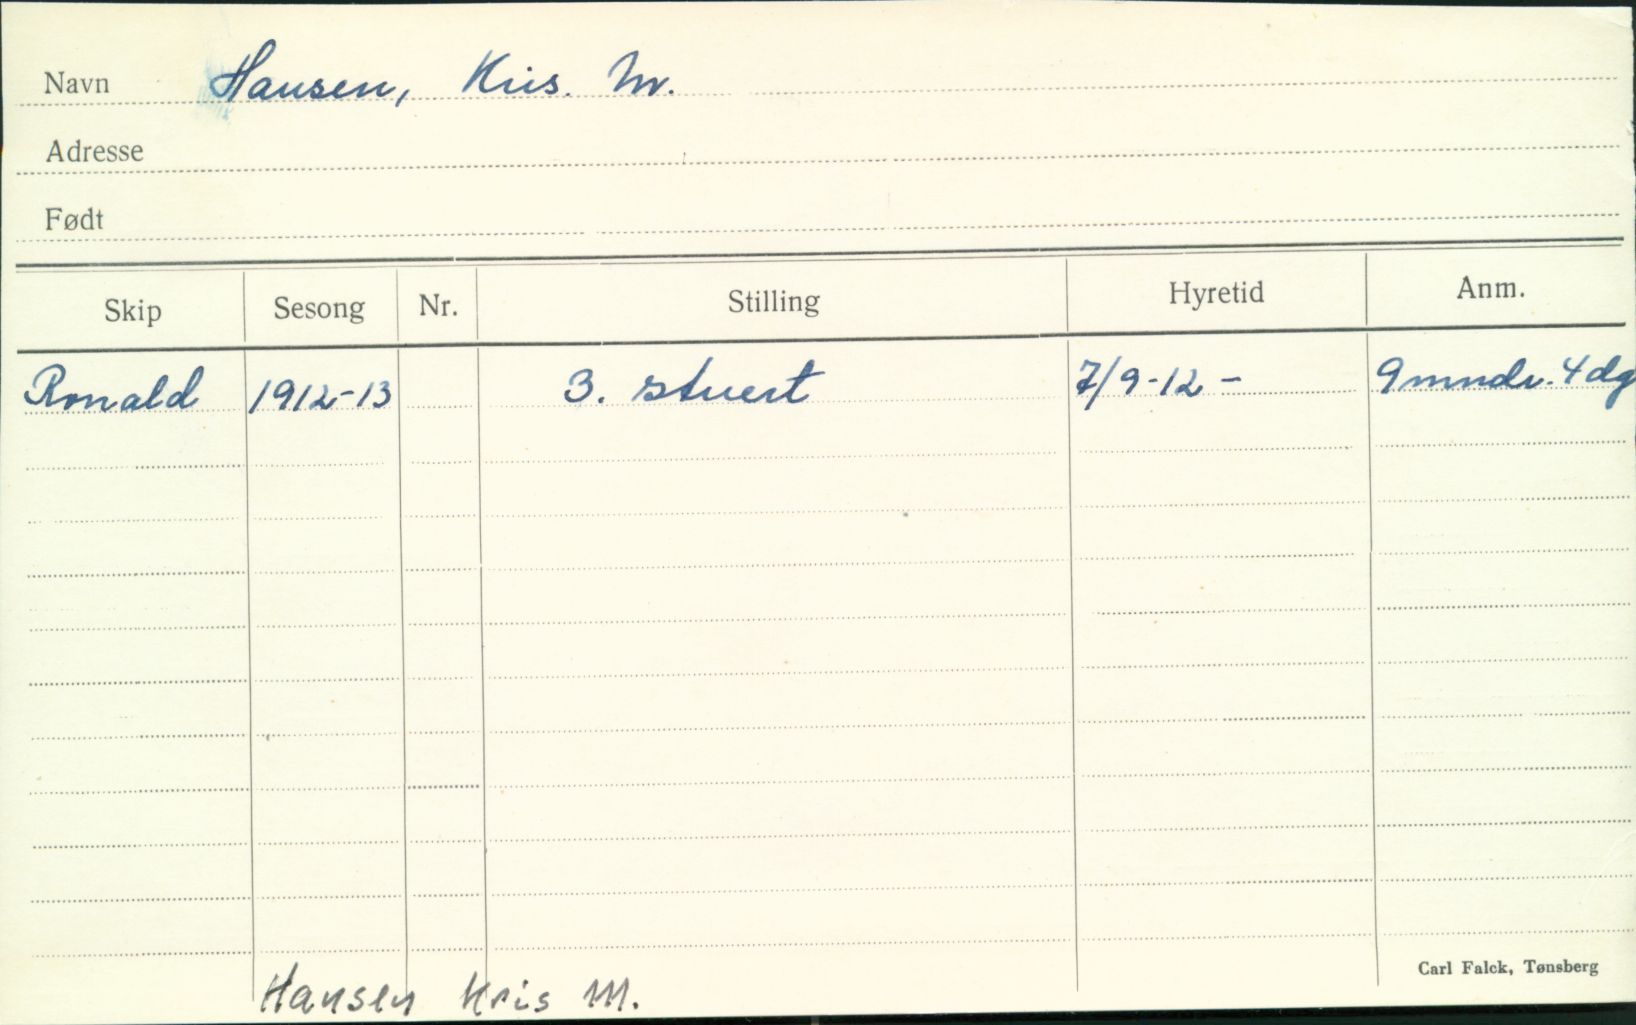 Navn Hansen, Kris. M.
Adresse
Født
Skip Sesong Nr. Stilling Hyretid Anm.
Ronald 1912-13 3. stuert 7/9-12 - 9 mndr. 4 dg
Carl Falck, Tønsberg
Hansen Kris M.